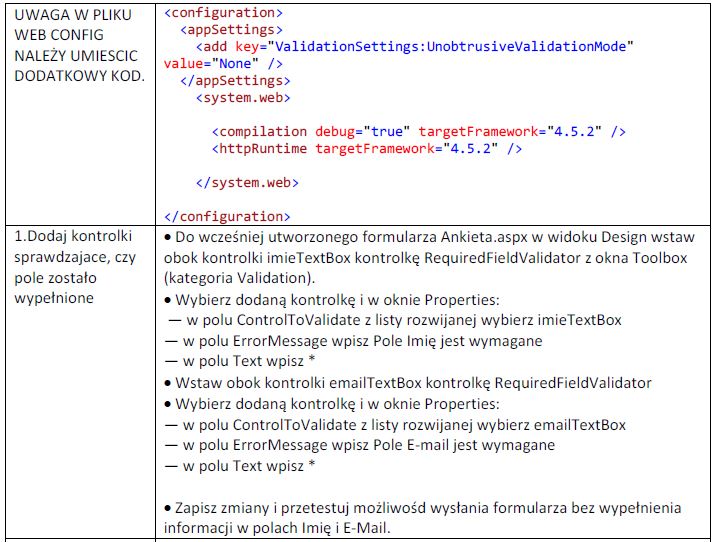 UWAGA W PLIKU
WEB CONFIG
NALEŻY UMIESCIC
DODATKOWY KOD.
<configuration>
<appSettings>
<add key="ValidationSettings:UnobtrusiveValidationMode"
value="None" />
</appSettings>
<system.web>
<compilation debug="true" targetFramework="4.5.2" />
<httpRuntime targetFramework="4.5.2" />
</system.web>
</configuration>
1.Dodaj kontrolki
sprawdzajace, czy
pole zostało
wypełnione
• Do wcześniej utworzonego formularza Ankieta.aspx w widoku Design wstaw
obok kontrolki imieTextBox kontrolkę RequiredFieldValidator z okna Toolbox
(kategoria Validation).
• Wybierz dodaną kontrolkę i w oknie Properties:
— w polu ControlToValidate z listy rozwijanej wybierz imieTextBox
— w polu ErrorMessage wpisz Pole Imię jest wymagane
— w polu Text wpisz *
• Wstaw obok kontrolki emailTextBox kontrolkę RequiredFieldValidator
• Wybierz dodaną kontrolkę i w oknie Properties:
— w polu ControlToValidate z listy rozwijanej wybierz emailTextBox
— w polu ErrorMessage wpisz Pole E-mail jest wymagane
— w polu Text wpisz *
• Zapisz zmiany i przetestuj możliwośd wysłania formularza bez wypełnienia
informacji w polach Imię i E-Mail.